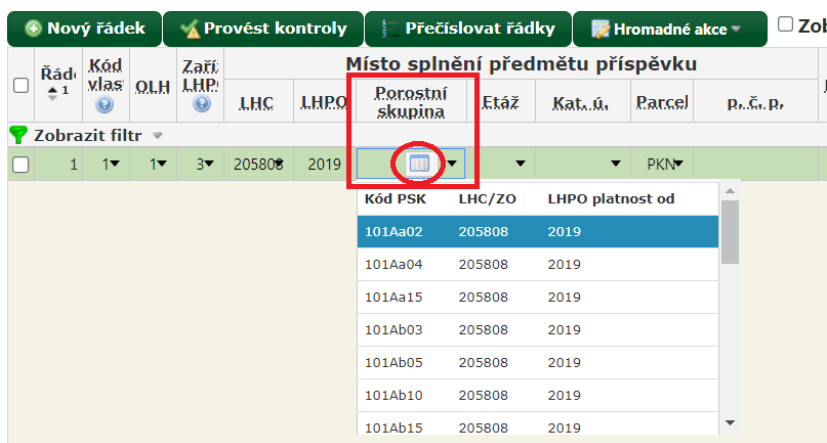 Nový řádek Provést kontroly Přečíslovat řádky Hromadné akce Zob
Místo splnění předmětu příspěvku
Řád Kód vlas OLH Zaří LHP LHC LHPO Porostní skupina Etáž Kat. ú. Parcel p. č. p.
1
Zobrazit filtr
1 1 1 3 205808 2019 PKN
Kód PSK LHC/ZO LHPO platnost od
101Aa02 205808 2019
101Aa04 205808 2019
101Aa15 205808 2019
101Ab03 205808 2019
101Ab05 205808 2019
101Ab10 205808 2019
101Ab15 205808 2019